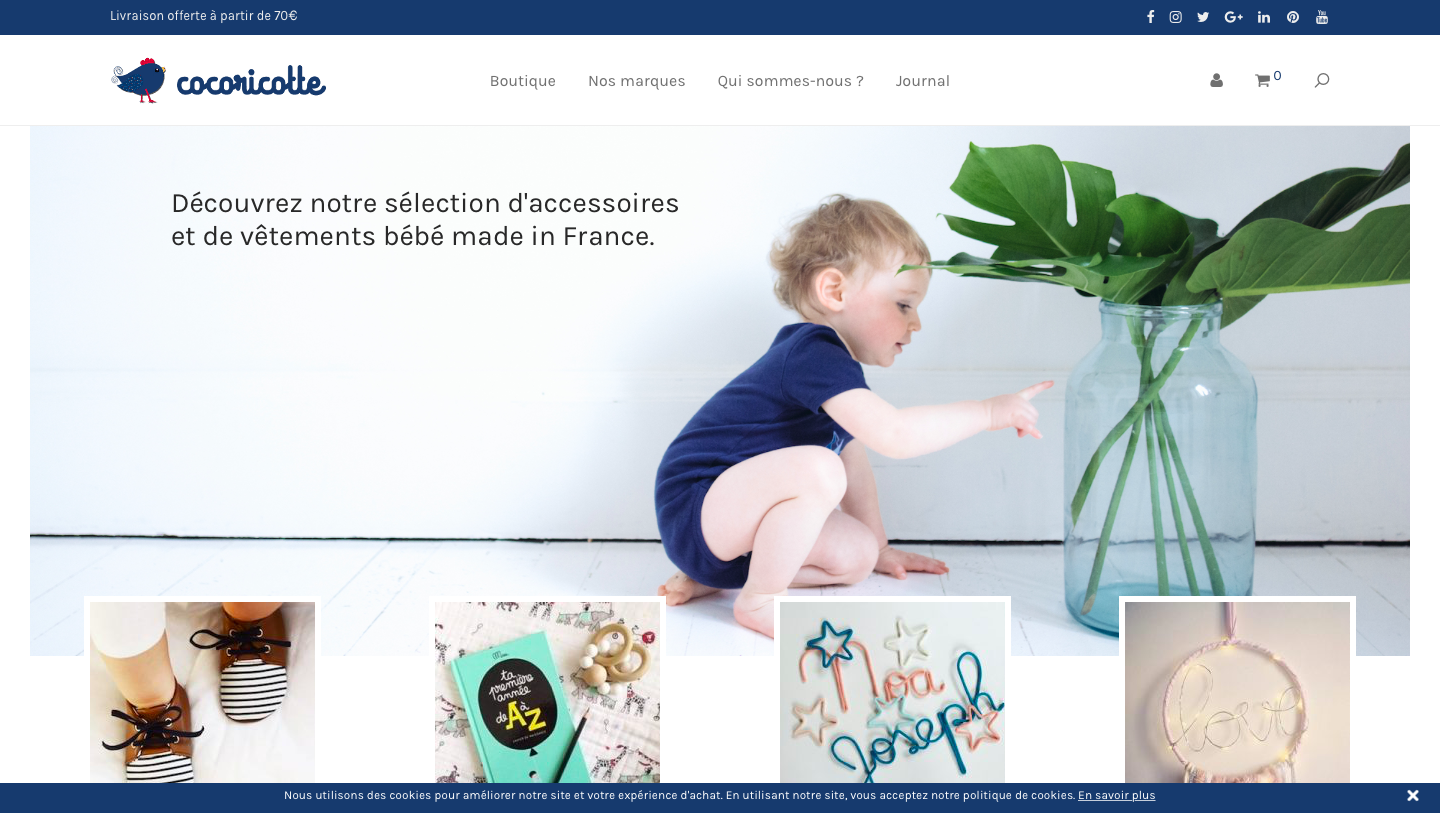 Livraison offerte à partir de 70€
cocoricotte
Boutique
Nos marques
Qui sommes-nous ?
Journal
0
Découvrez notre sélection d'accessoires
et de vêtements bébé made in France.
ta
première
année
de A à Z
Noa
Joseph
love
Nous utilisons des cookies pour améliorer notre site et votre expérience d'achat. En utilisant notre site, vous acceptez notre politique de cookies. En savoir plus